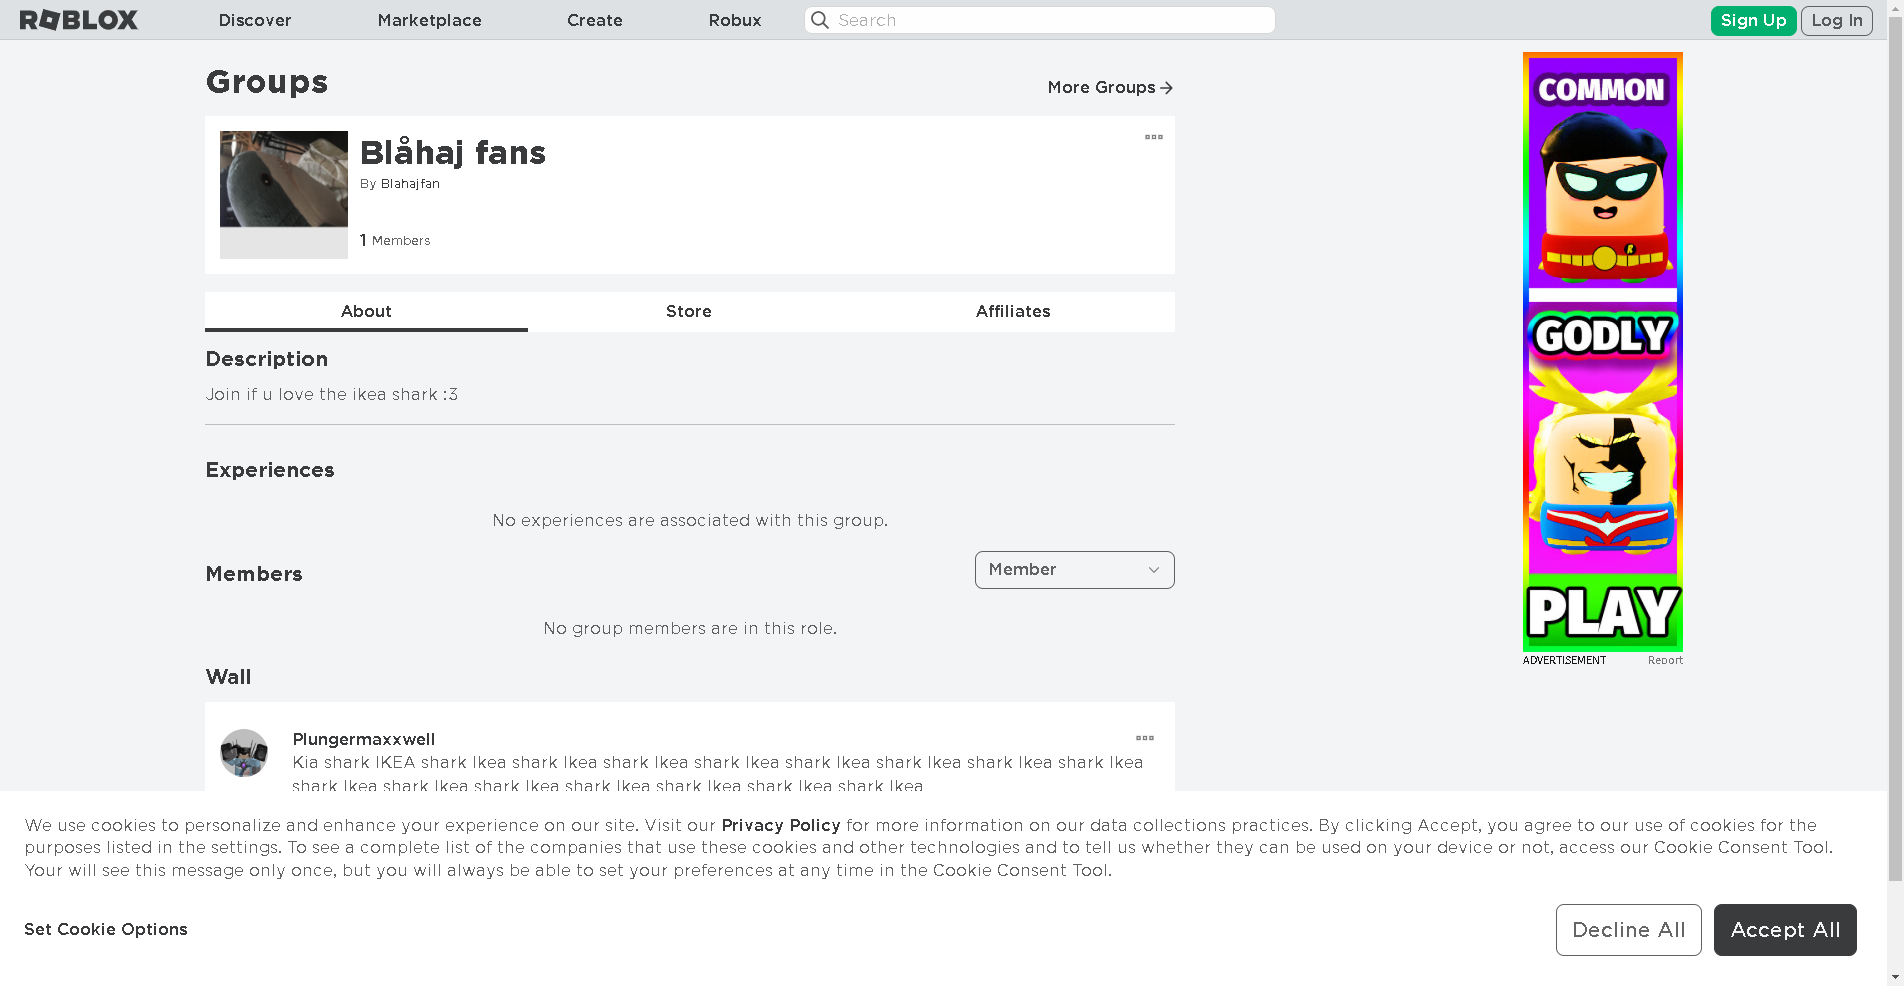 ROBLOX
Discover
Marketplace
Create
Robux
Search
Sign Up
Log In
Groups
More Groups
Blåhaj fans
By Blahajfan
1 Members
About
Store
Affiliates
Description
Join if u love the ikea shark :3
Experiences
No experiences are associated with this group.
Members
Member
No group members are in this role.
Wall
Plungermaxxwell
Kia shark IKEA shark Ikea shark Ikea shark Ikea shark Ikea shark Ikea shark Ikea shark Ikea shark Ikea
shark Ikea shark Ikea shark Ikea shark Ikea shark Ikea shark Ikea shark Ikea
COMMON
R
GODLY
PLAY
ADVERTISEMENT
Report
We use cookies to personalize and enhance your experience on our site. Visit our Privacy Policy for more information on our data collections practices. By clicking Accept, you agree to our use of cookies for the
purposes listed in the settings. To see a complete list of the companies that use these cookies and other technologies and to tell us whether they can be used on your device or not, access our Cookie Consent Tool.
Your will see this message only once, but you will always be able to set your preferences at any time in the Cookie Consent Tool.
Set Cookie Options
Decline All
Accept All